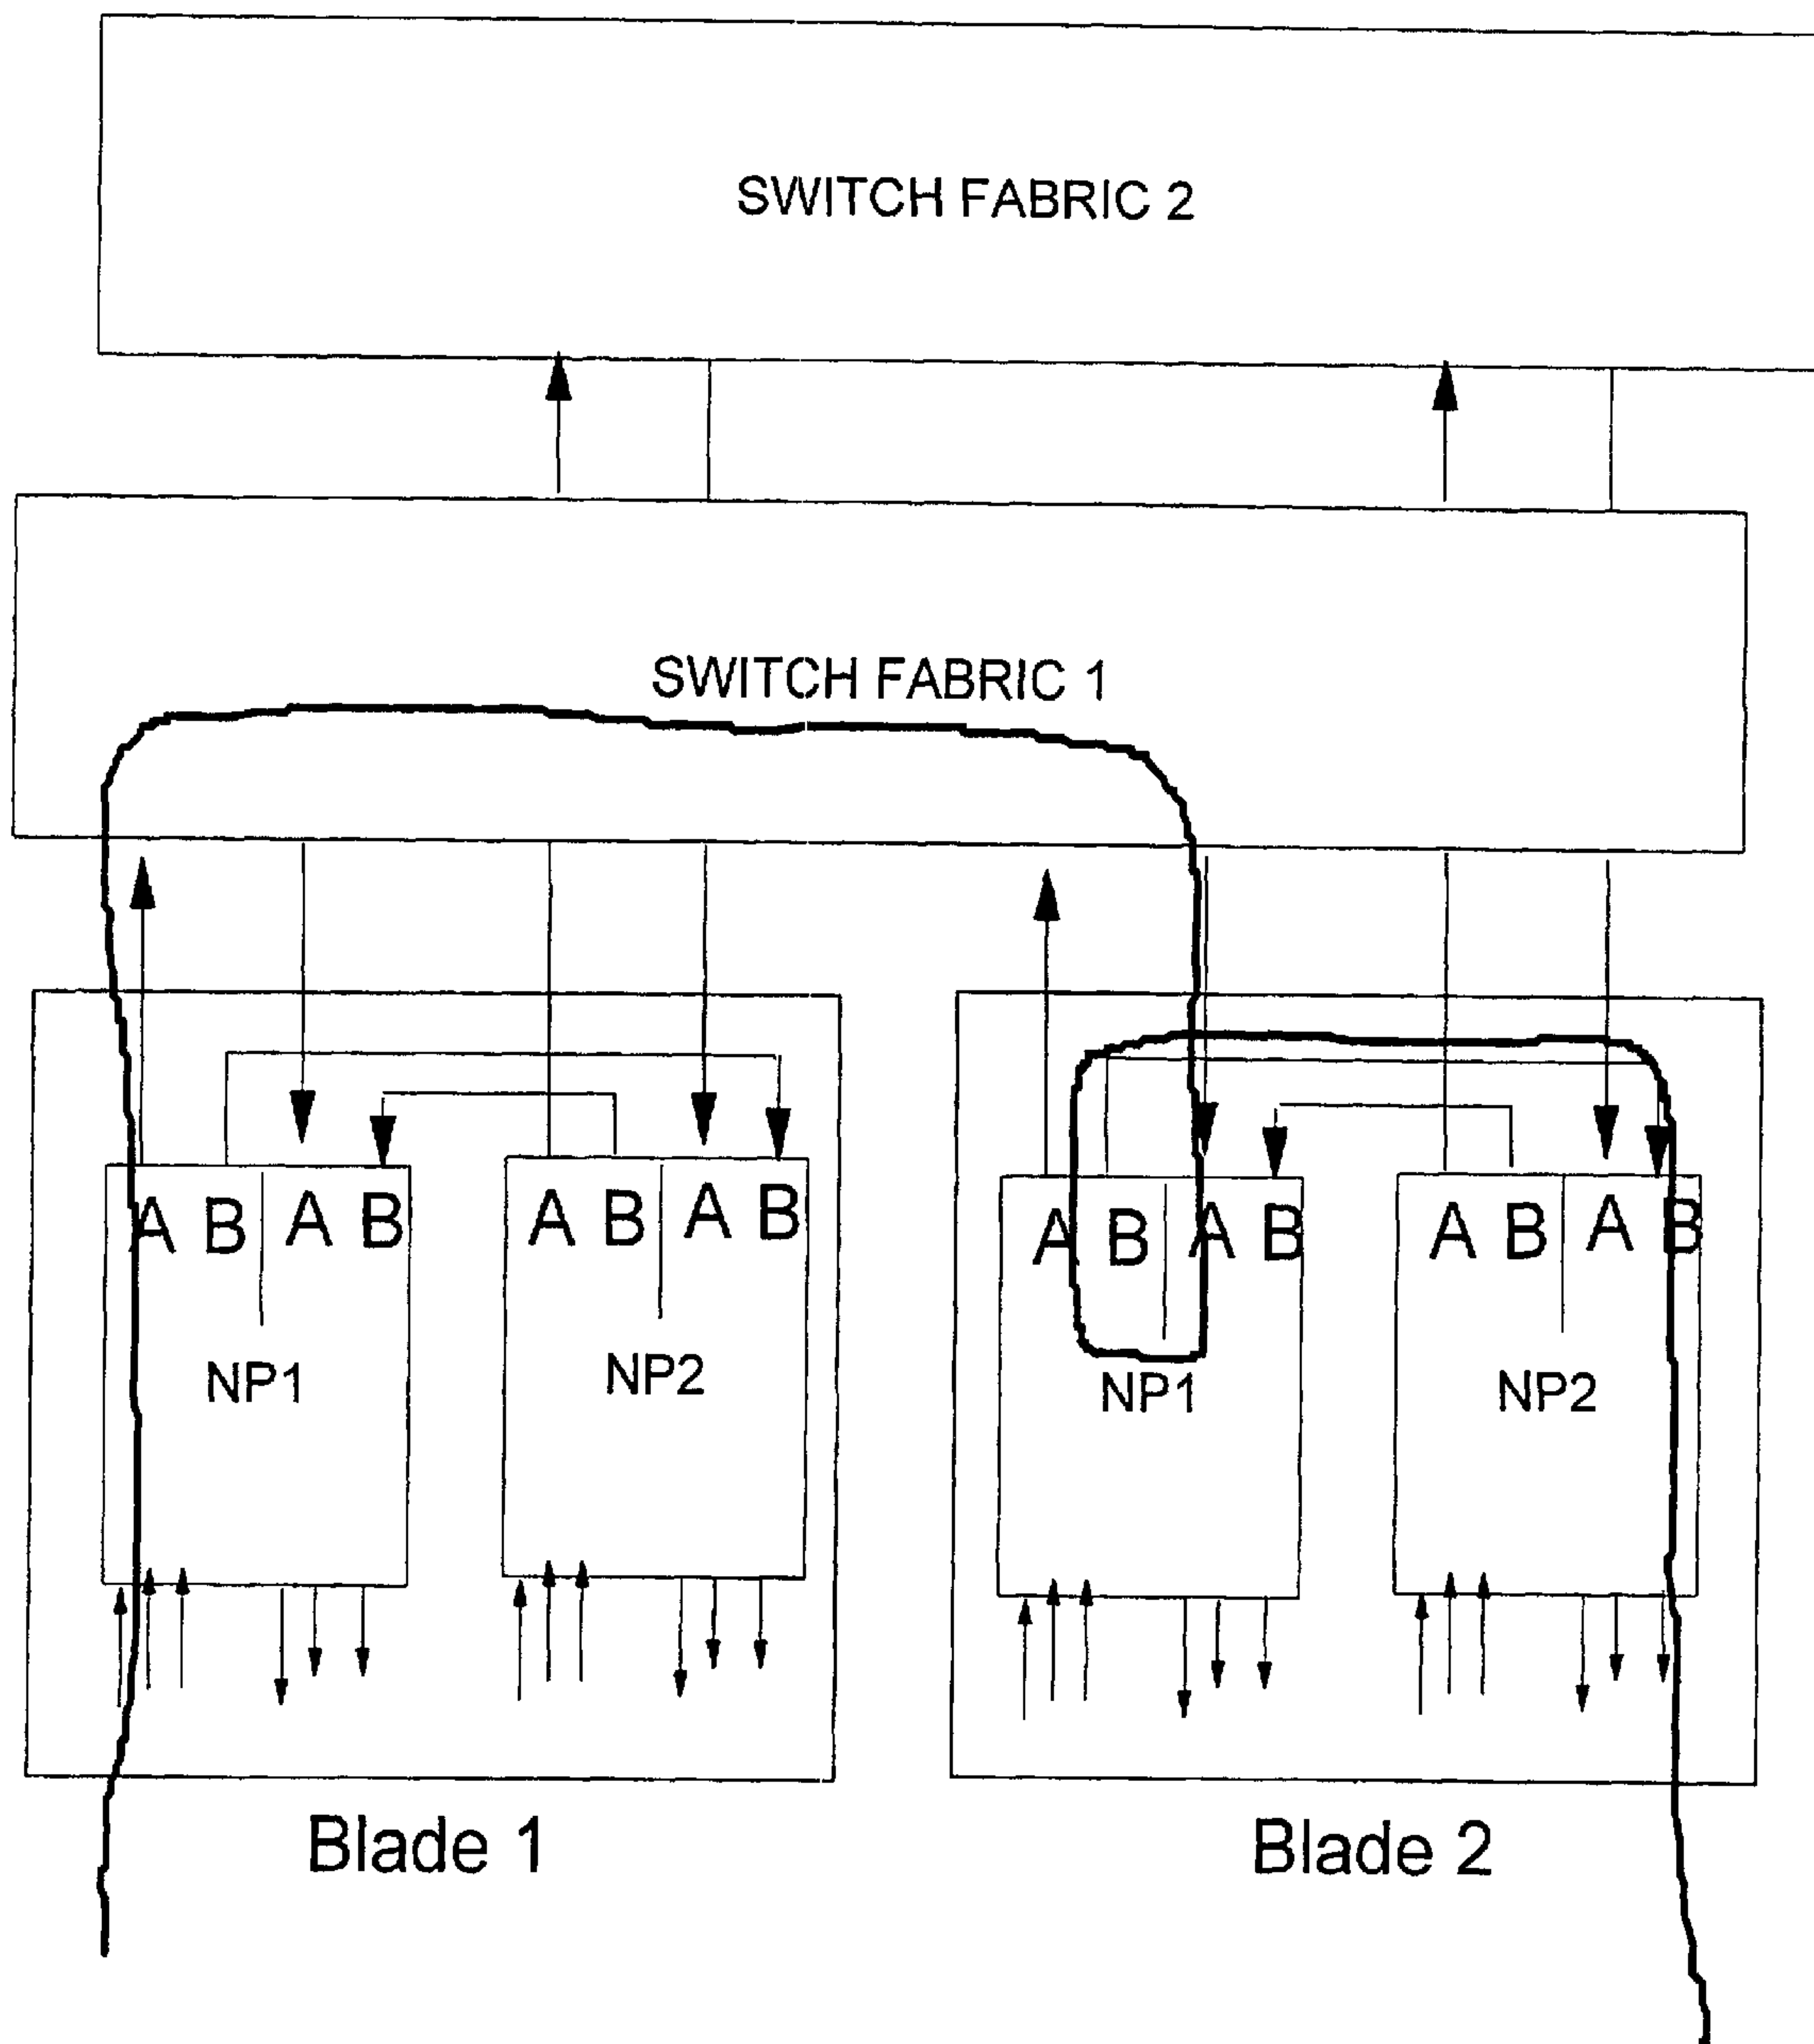 SWITCH FABRIC 2
SWITCH FABRIC 1
A B A B
A B A B
A B A B
A B A B
NP1
NP2
NP1
NP2
Blade 1
Blade 2